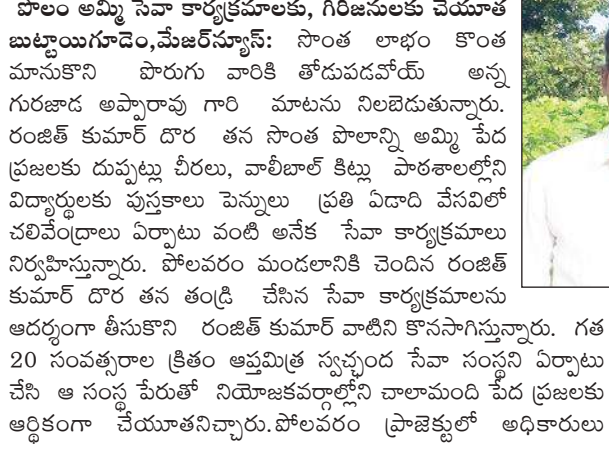 పొలం అమ్మి సేవా కార్యక్రమాలకు, గిరిజనులకు చేయూత
బుట్టాయిగూడెం,మేజర్‌న్యూస్: సొంత లాభం కొంత
మానుకొని పొరుగు వారికి తోడుపడవోయ్ అన్న
గురజాడ అప్పారావు గారి మాటను నిలబెడుతున్నారు.
రంజిత్ కుమార్ దొర తన సొంత పొలాన్ని అమ్మి పేద
ప్రజలకు దుప్పట్లు చీరలు, వాలీబాల్ కిట్లు పాఠశాలల్లోని
విద్యార్థులకు పుస్తకాలు పెన్నులు ప్రతి ఏడాది వేసవిలో
చలివేంద్రాలు ఏర్పాటు వంటి అనేక సేవా కార్యక్రమాలు
నిర్వహిస్తున్నారు. పోలవరం మండలానికి చెందిన రంజిత్
కుమార్ దొర తన తండ్రి చేసిన సేవా కార్యక్రమాలను
ఆదర్శంగా తీసుకొని రంజిత్ కుమార్ వాటిని కొనసాగిస్తున్నారు. గత
20 సంవత్సరాల క్రితం ఆప్తమిత్ర స్వచ్ఛంద సేవా సంస్థని ఏర్పాటు
చేసి ఆ సంస్థ పేరుతో నియోజకవర్గాల్లోని చాలామంది పేద ప్రజలకు
ఆర్థికంగా చేయూతనిచ్చారు.పోలవరం ప్రాజెక్టులో అధికారులు